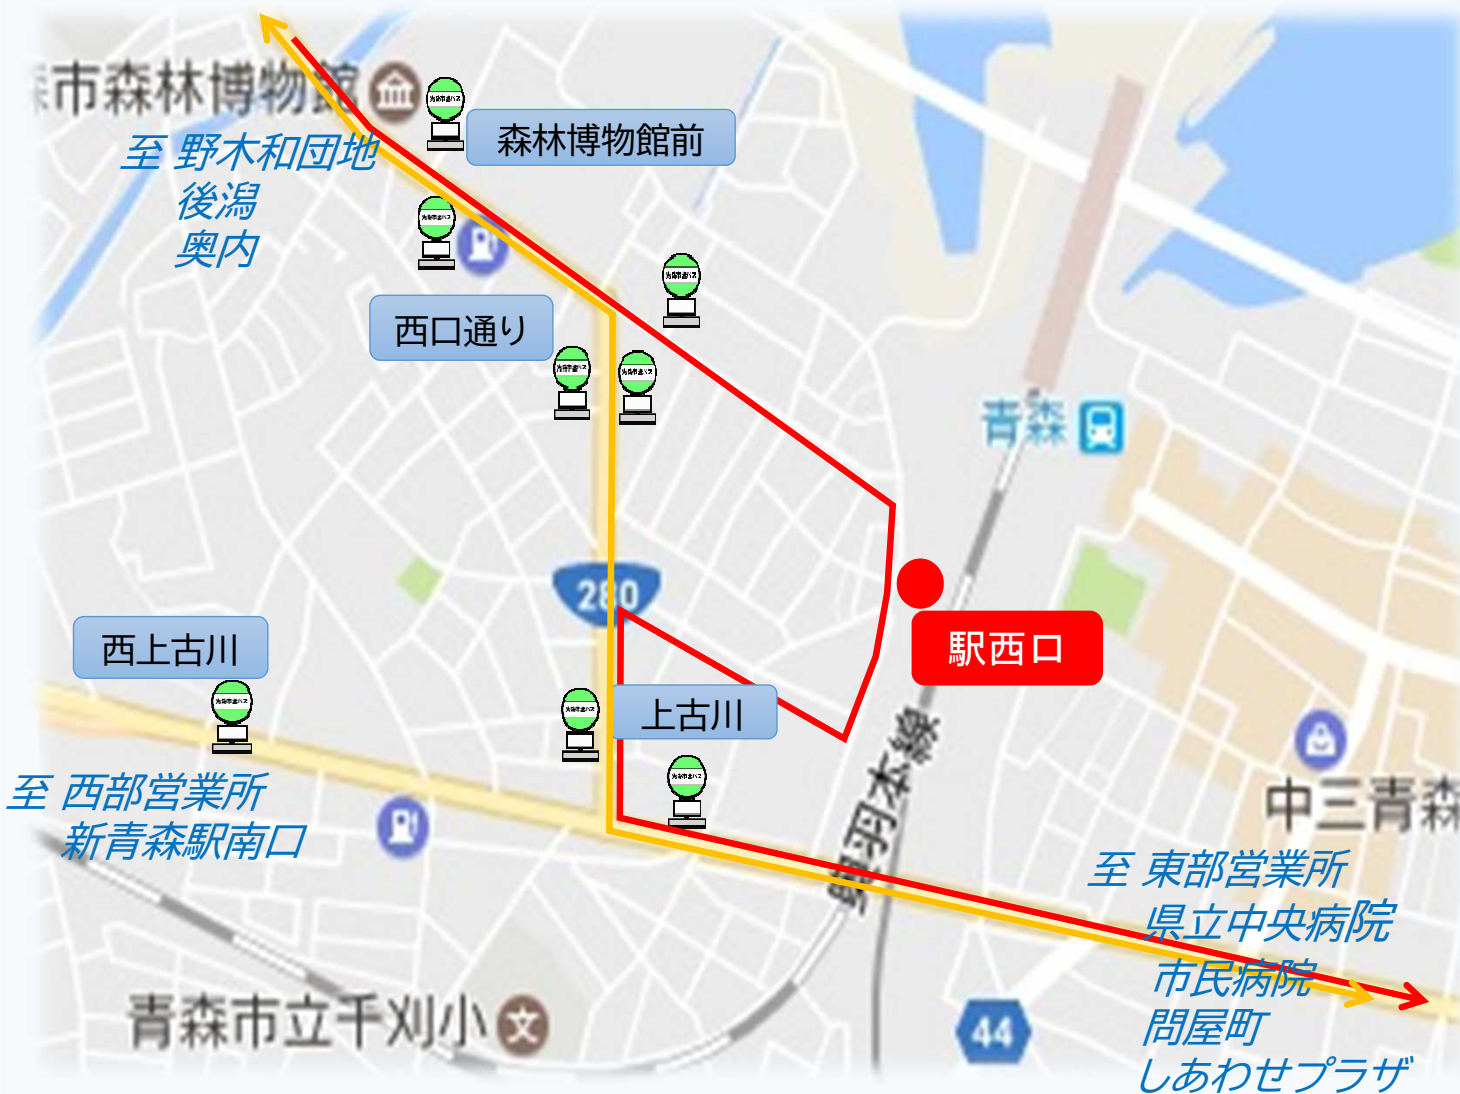 市森林博物館
森林博物館前
至 野木和団地
後潟
奥内
西口通り
青森
280
駅西口
西上古川
上古川
至 西部営業所
新青森駅南口
奥羽本線
中三青森
至 東部営業所
県立中央病院
市民病院
問屋町
しあわせプラザ
青森市立千刈小
文
44